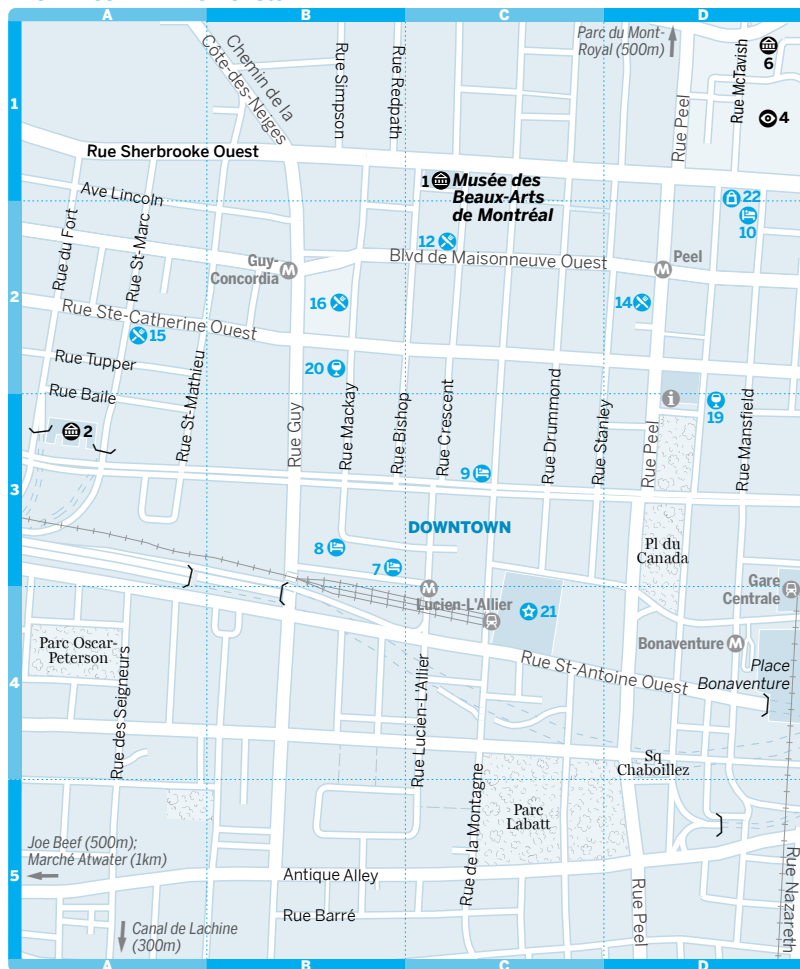 A
B
C
D
1
2
3
4
5
Parc du Mont-
Royal (500m)
Chemin de la
Côte-des-Neiges
Rue Simpson
Rue Redpath
Rue McTavish
6
4
Rue Peel
Rue Sherbrooke Ouest
1
Musée des
Beaux-Arts
de Montréal
22
10
Ave Lincoln
Rue du Fort
Rue St-Marc
12
Guy-
Concordia
M
Blvd de Maisonneuve Ouest
M
Peel
16
14
Rue Ste-Catherine Ouest
15
Rue Tupper
20
Rue Baile
2
Rue St-Mathieu
Rue Guy
Rue Mackay
Rue Bishop
Rue Crescent
Rue Drummond
Rue Stanley
Rue Peel
i
19
Rue Mansfield
9
DOWNTOWN
8
7
Pl du
Canada
M
Lucien-L'Allier
21
Gare
Centrale
Bonaventure
M
Place
Bonaventure
Parc Oscar-
Peterson
Rue des Seigneurs
Rue St-Antoine Ouest
Rue Lucien-L'Allier
Sq
Chaboillez
Rue de la Montagne
Parc
Labatt
Joe Beef (500m);
Marché Atwater (1km)
Antique Alley
Rue Barré
Canal de Lachine
(300m)
Rue Peel
Rue Nazareth
A
B
C
D